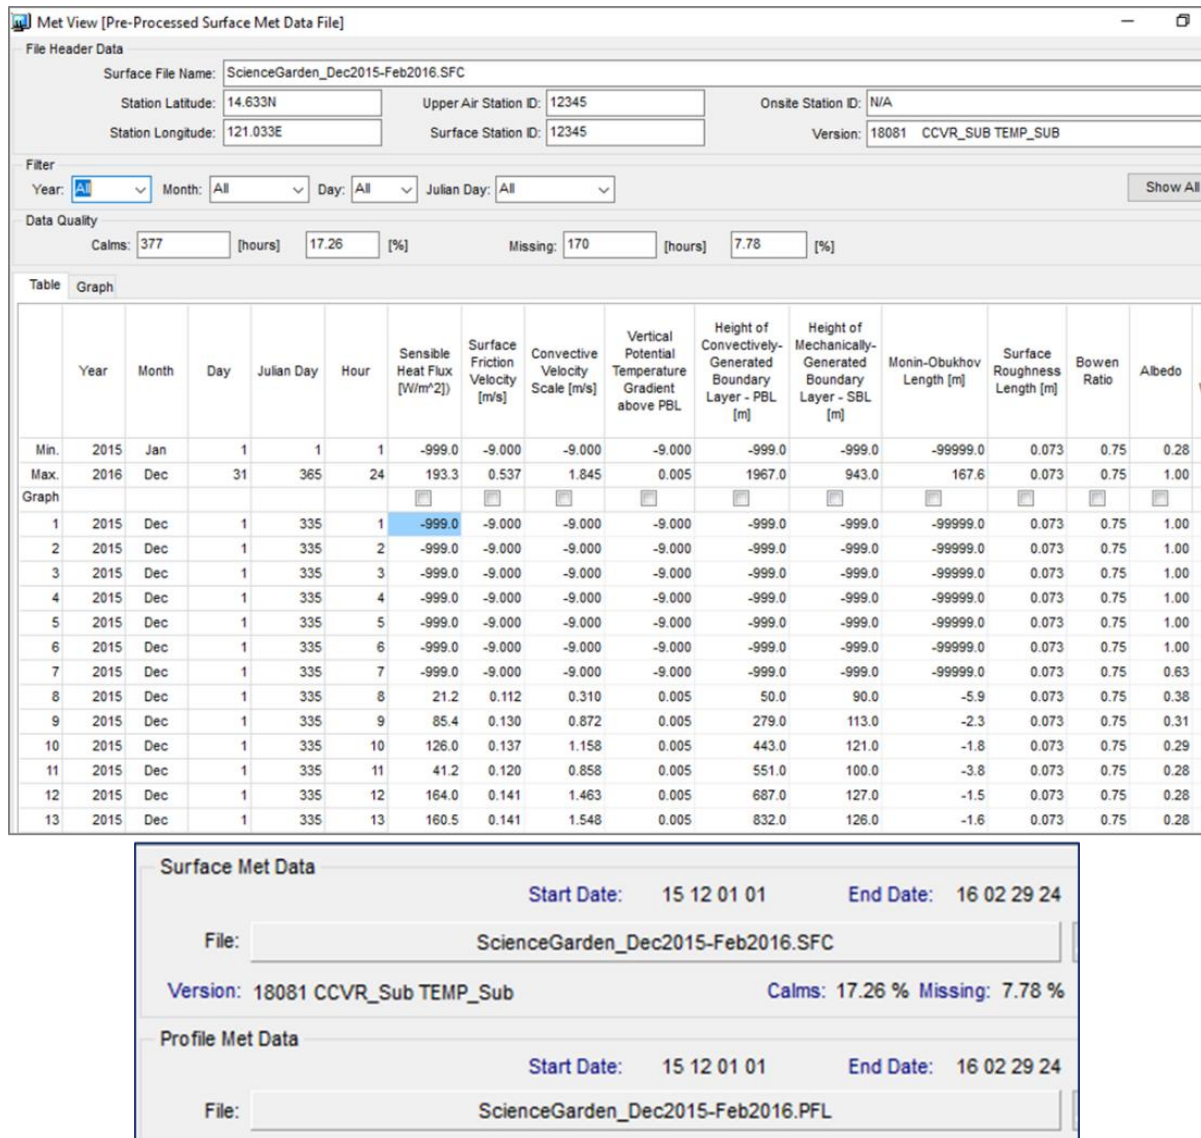 Met View [Pre-Processed Surface Met Data File]
File Header Data
Surface File Name: ScienceGarden_Dec2015-Feb2016.SFC
Station Latitude: 14.633N Upper Air Station ID: 12345 Onsite Station ID: N/A
Station Longitude: 121.033E Surface Station ID: 12345 Version: 18081 CCVR_SUB TEMP_SUB
Filter
Year: All Month: All Day: All Julian Day: All Show All
Data Quality
Calms: 377 [hours] 17.26 [%] Missing: 170 [hours] 7.78 [%]
Table Graph
Year Month Day Julian Day Hour Sensible Heat Flux [W/m^2]) Surface Friction Velocity [m/s] Convective Velocity Scale [m/s] Vertical Potential Temperature Gradient above PBL Height of Convectively-Generated Boundary Layer - PBL [m] Height of Mechanically-Generated Boundary Layer - SBL [m] Monin-Obukhov Length [m] Surface Roughness Length [m] Bowen Ratio Albedo
Min. 2015 Jan 1 1 1 -999.0 -9.000 -9.000 -9.000 -999.0 -999.0 -99999.0 0.073 0.75 0.28
Max. 2016 Dec 31 365 24 193.3 0.537 1.845 0.005 1967.0 943.0 167.6 0.073 0.75 1.00
Graph
1 2015 Dec 1 335 1 -999.0 -9.000 -9.000 -9.000 -999.0 -999.0 -99999.0 0.073 0.75 1.00
2 2015 Dec 1 335 2 -999.0 -9.000 -9.000 -9.000 -999.0 -999.0 -99999.0 0.073 0.75 1.00
3 2015 Dec 1 335 3 -999.0 -9.000 -9.000 -9.000 -999.0 -999.0 -99999.0 0.073 0.75 1.00
4 2015 Dec 1 335 4 -999.0 -9.000 -9.000 -9.000 -999.0 -999.0 -99999.0 0.073 0.75 1.00
5 2015 Dec 1 335 5 -999.0 -9.000 -9.000 -9.000 -999.0 -999.0 -99999.0 0.073 0.75 1.00
6 2015 Dec 1 335 6 -999.0 -9.000 -9.000 -9.000 -999.0 -999.0 -99999.0 0.073 0.75 1.00
7 2015 Dec 1 335 7 -999.0 -9.000 -9.000 -9.000 -999.0 -999.0 -99999.0 0.073 0.75 0.63
8 2015 Dec 1 335 8 21.2 0.112 0.310 0.005 50.0 90.0 -5.9 0.073 0.75 0.38
9 2015 Dec 1 335 9 85.4 0.130 0.872 0.005 279.0 113.0 -2.3 0.073 0.75 0.31
10 2015 Dec 1 335 10 126.0 0.137 1.158 0.005 443.0 121.0 -1.8 0.073 0.75 0.29
11 2015 Dec 1 335 11 41.2 0.120 0.858 0.005 551.0 100.0 -3.8 0.073 0.75 0.28
12 2015 Dec 1 335 12 164.0 0.141 1.463 0.005 687.0 127.0 -1.5 0.073 0.75 0.28
13 2015 Dec 1 335 13 160.5 0.141 1.548 0.005 832.0 126.0 -1.6 0.073 0.75 0.28
Surface Met Data
Start Date: 15 12 01 01 End Date: 16 02 29 24
File: ScienceGarden_Dec2015-Feb2016.SFC
Version: 18081 CCVR_Sub TEMP_Sub Calms: 17.26 % Missing: 7.78 %
Profile Met Data
Start Date: 15 12 01 01 End Date: 16 02 29 24
File: ScienceGarden_Dec2015-Feb2016.PFL